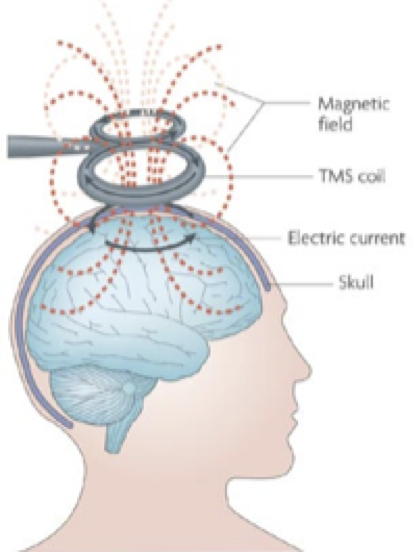 Magnetic
field
TMS coil
Electric current
Skull